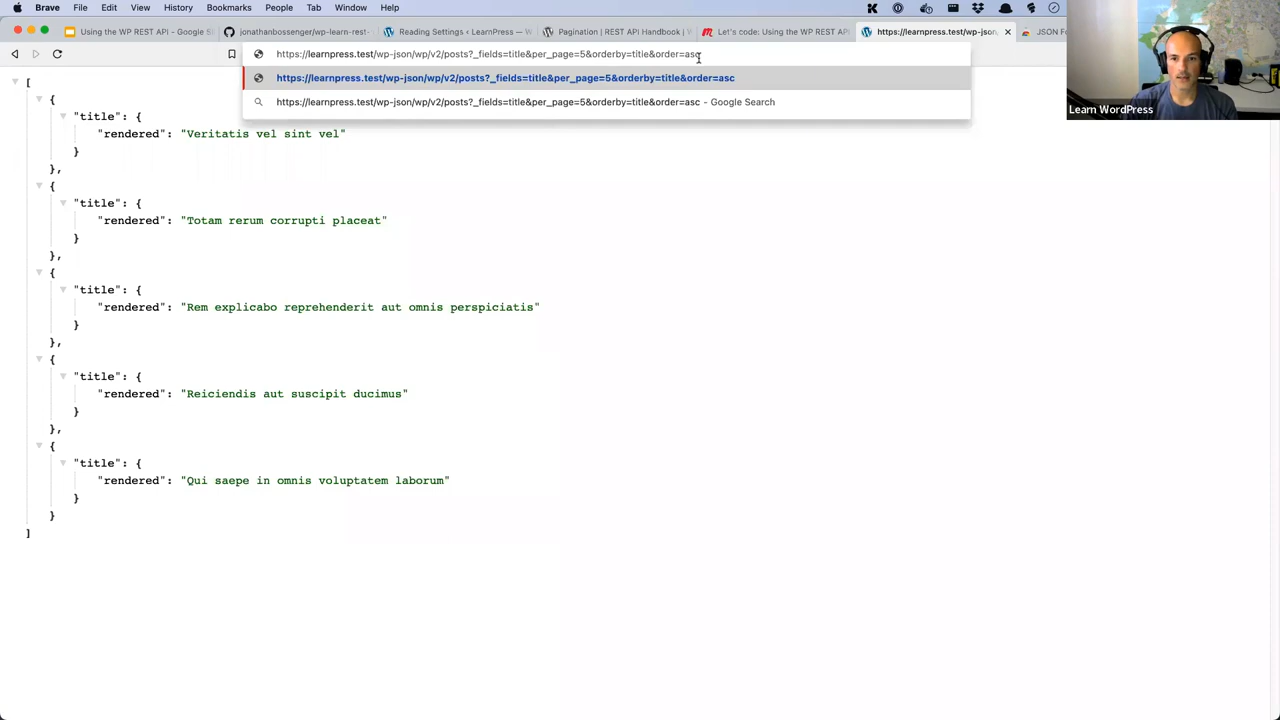 Brave File Edit View History Bookmarks People Tab Window Help
Using the WP REST API - Google S
jonathanbossenger/wp-learn-rest
Reading Settings ‹ LearnPress —
Pagination | REST API Handbook | W
Let's code: Using the WP REST API
https://learnpress.test/wp-json/
JSON Fo
https://learnpress.test/wp-json/wp/v2/posts?_fields=title&per_page=5&orderby=title&order=asc
https://learnpress.test/wp-json/wp/v2/posts?_fields=title&per_page=5&orderby=title&order=asc
https://learnpress.test/wp-json/wp/v2/posts?_fields=title&per_page=5&orderby=title&order=asc - Google Search
Learn WordPress
[
{
"title": {
"rendered": "Veritatis vel sint vel"
}
},
{
"title": {
"rendered": "Totam rerum corrupti placeat"
}
},
{
"title": {
"rendered": "Rem explicabo reprehenderit aut omnis perspiciatis"
}
},
{
"title": {
"rendered": "Reiciendis aut suscipit ducimus"
}
},
{
"title": {
"rendered": "Qui saepe in omnis voluptatem laborum"
}
}
]